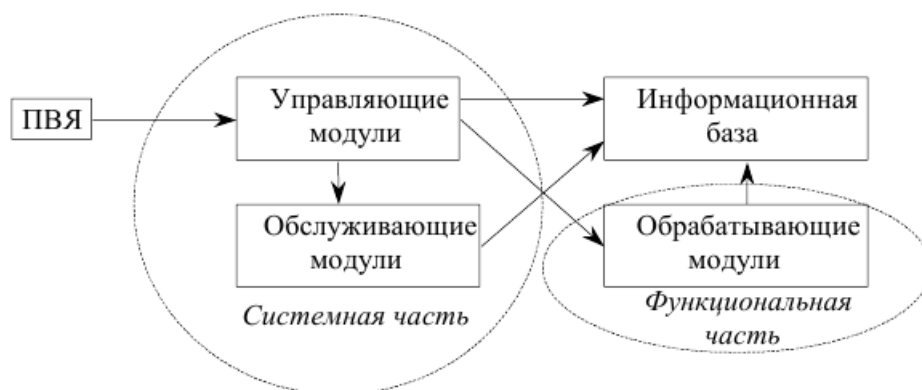 ПВЯ
Управляющие
модули
Информационная
база
Обслуживающие
модули
Обрабатывающие
модули
Системная часть
Функциональная
часть